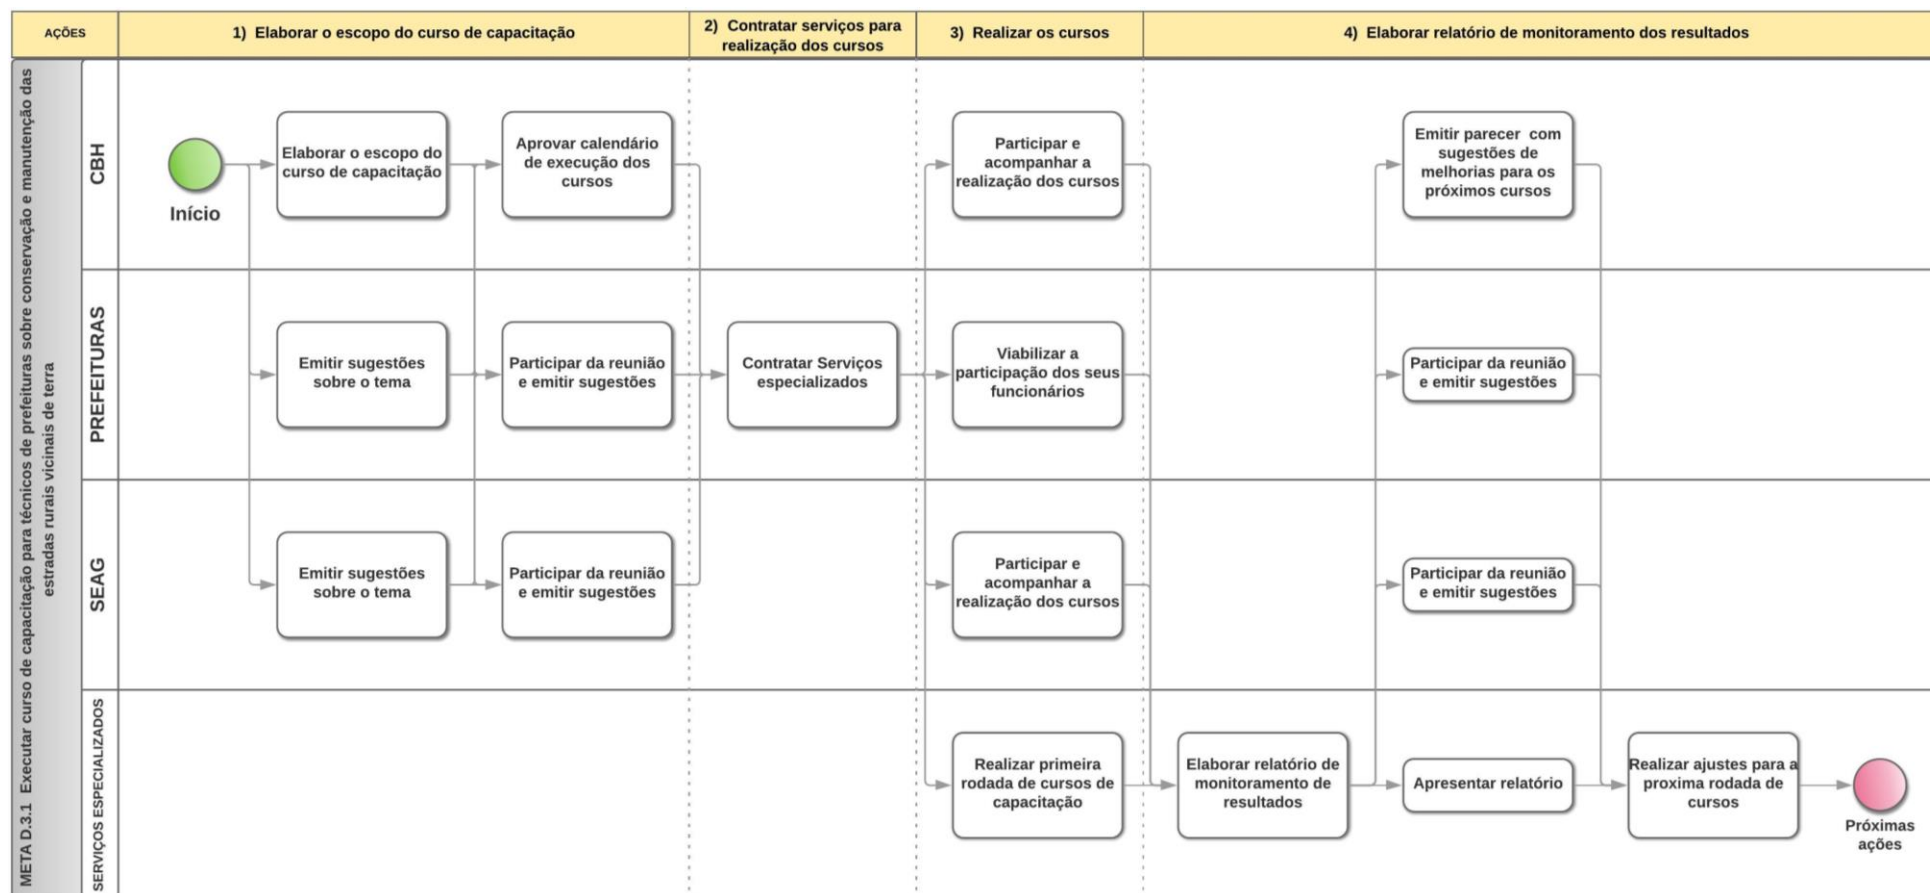 AÇÕES
1) Elaborar o escopo do curso de capacitação
2) Contratar serviços para
realização dos cursos
3) Realizar os cursos
4) Elaborar relatório de monitoramento dos resultados
META D.3.1 Executar curso de capacitação para técnicos de prefeituras sobre conservação e manutenção das
estradas rurais vicinais de terra
CBH
Início
Elaborar o escopo do
curso de capacitação
Aprovar calendário
de execução dos
cursos
Participar e
acompanhar a
realização dos cursos
Emitir parecer com
sugestões de
melhorias para os
próximos cursos
PREFEITURAS
Emitir sugestões
sobre o tema
Participar da reunião
e emitir sugestões
Contratar Serviços
especializados
Viabilizar a
participação dos seus
funcionários
Participar da reunião
e emitir sugestões
SEAG
Emitir sugestões
sobre o tema
Participar da reunião
e emitir sugestões
Participar e
acompanhar a
realização dos cursos
Participar da reunião
e emitir sugestões
SERVIÇOS ESPECIALIZADOS
Realizar primeira
rodada de cursos de
capacitação
Elaborar relatório de
monitoramento de
resultados
Apresentar relatório
Realizar ajustes para a
proxima rodada de
cursos
Próximas
ações